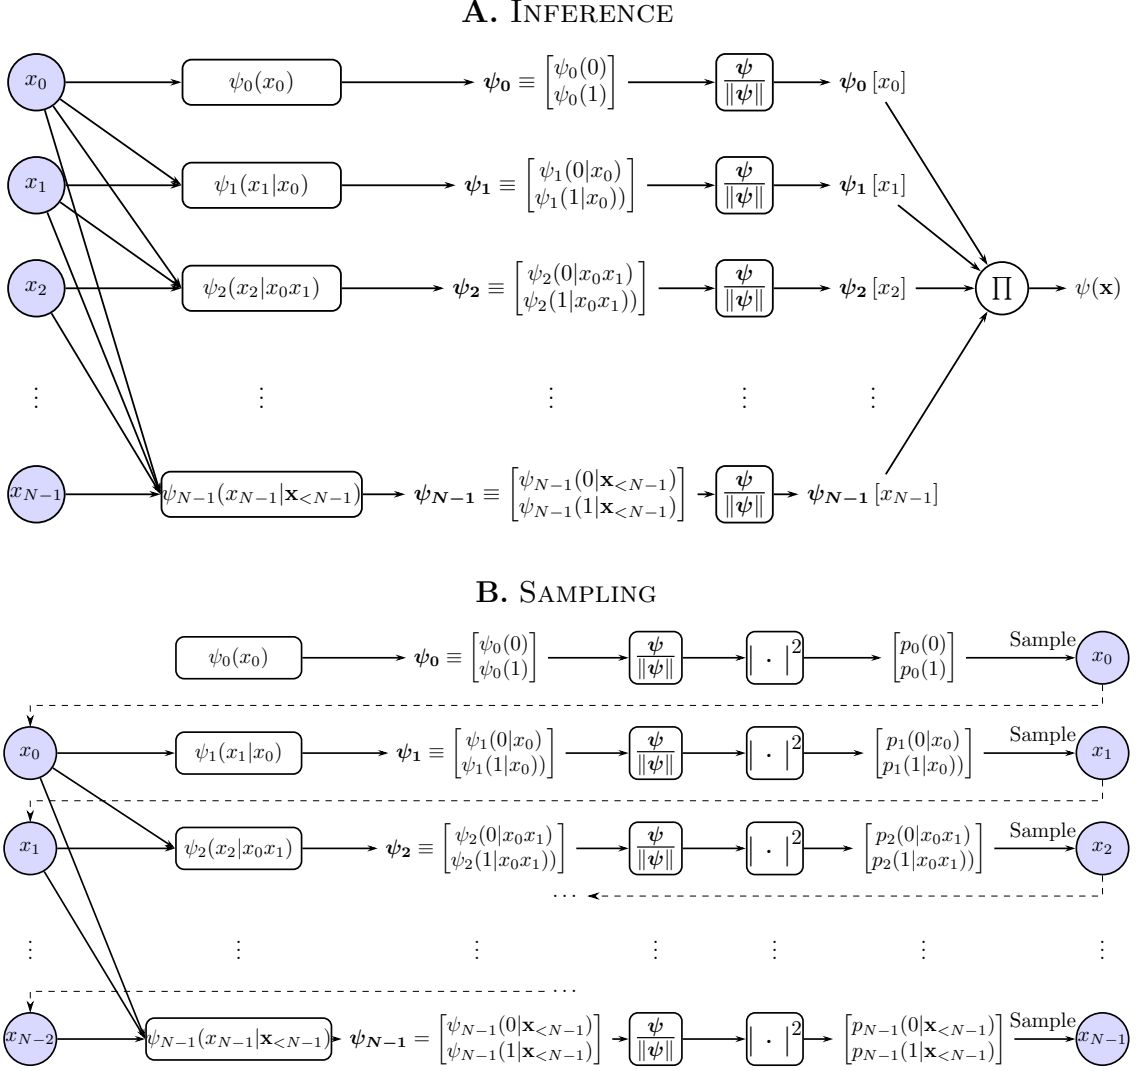 A. INFERENCE
x_0 ψ_0(x_0) ψ_0 ≡ [ψ_0(0) ψ_0(1)] ψ/‖ψ‖ ψ_0 [x_0]
x_1 ψ_1(x_1|x_0) ψ_1 ≡ [ψ_1(0|x_0) ψ_1(1|x_0))] ψ/‖ψ‖ ψ_1 [x_1]
x_2 ψ_2(x_2|x_0x_1) ψ_2 ≡ [ψ_2(0|x_0x_1) ψ_2(1|x_0x_1))] ψ/‖ψ‖ ψ_2 [x_2] ∏ ψ(x)
⋮ ⋮ ⋮ ⋮ ⋮
x_{N−1} ψ_{N−1}(x_{N−1}|x_{<N−1}) ψ_{N−1} ≡ [ψ_{N−1}(0|x_{<N−1}) ψ_{N−1}(1|x_{<N−1})] ψ/‖ψ‖ ψ_{N−1} [x_{N−1}]
B. SAMPLING
ψ_0(x_0) ψ_0 ≡ [ψ_0(0) ψ_0(1)] ψ/‖ψ‖ | · |^2 [p_0(0) p_0(1)] Sample x_0
x_0 ψ_1(x_1|x_0) ψ_1 ≡ [ψ_1(0|x_0) ψ_1(1|x_0))] ψ/‖ψ‖ | · |^2 [p_1(0|x_0) p_1(1|x_0))] Sample x_1
x_1 ψ_2(x_2|x_0x_1) ψ_2 ≡ [ψ_2(0|x_0x_1) ψ_2(1|x_0x_1))] ψ/‖ψ‖ | · |^2 [p_2(0|x_0x_1) p_2(1|x_0x_1))] Sample x_2
⋯
⋮ ⋮ ⋮ ⋮ ⋮ ⋮ ⋮
⋯
x_{N−2} ψ_{N−1}(x_{N−1}|x_{<N−1}) ψ_{N−1} = [ψ_{N−1}(0|x_{<N−1}) ψ_{N−1}(1|x_{<N−1})] ψ/‖ψ‖ | · |^2 [p_{N−1}(0|x_{<N−1}) p_{N−1}(1|x_{<N−1})] Sample x_{N−1}